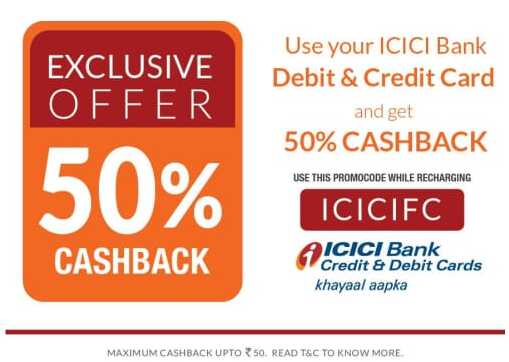 EXCLUSIVE
OFFER
50%
CASHBACK
Use your ICICI Bank
Debit & Credit Card
and get
50% CASHBACK
USE THIS PROMOCODE WHILE RECHARGING
ICICIFC
ICICI Bank
Credit & Debit Cards
khayaal aapka
MAXIMUM CASHBACK UPTO ₹50. READ T&C TO KNOW MORE.